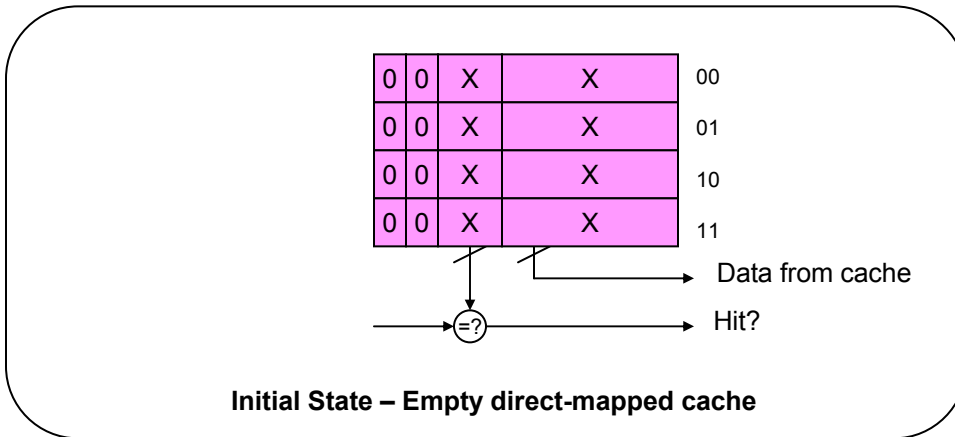 0 0 X X 00
0 0 X X 01
0 0 X X 10
0 0 X X 11
Data from cache
=? Hit?
Initial State – Empty direct-mapped cache